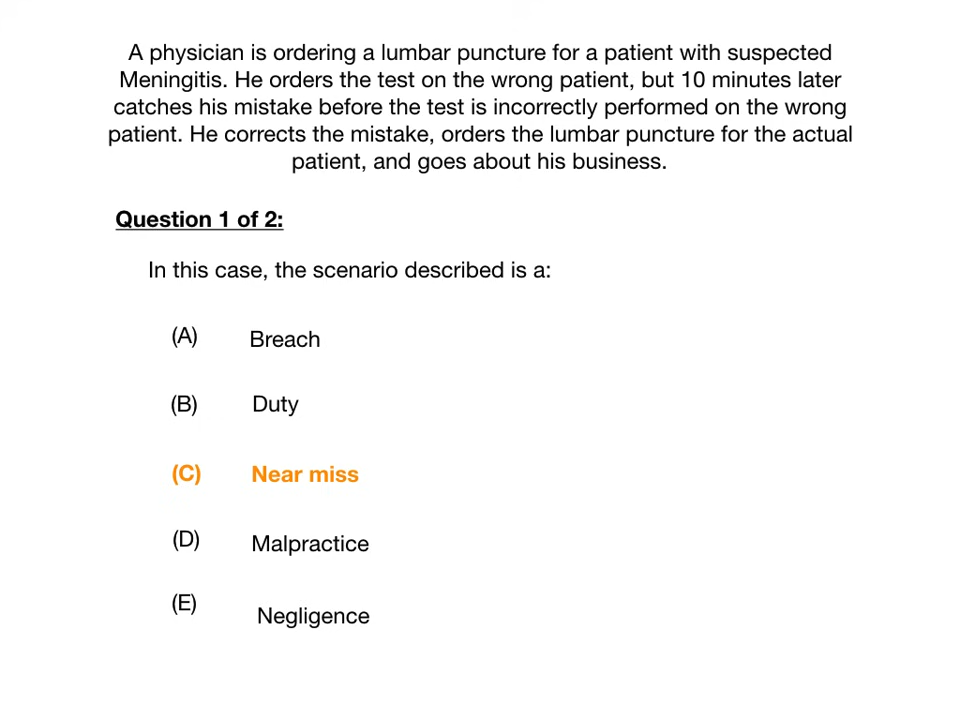 A physician is ordering a lumbar puncture for a patient with suspected
Meningitis. He orders the test on the wrong patient, but 10 minutes later
catches his mistake before the test is incorrectly performed on the wrong
patient. He corrects the mistake, orders the lumbar puncture for the actual
patient, and goes about his business.
Question 1 of 2:
In this case, the scenario described is a:
(A) Breach
(B) Duty
(C) Near miss
(D) Malpractice
(E) Negligence